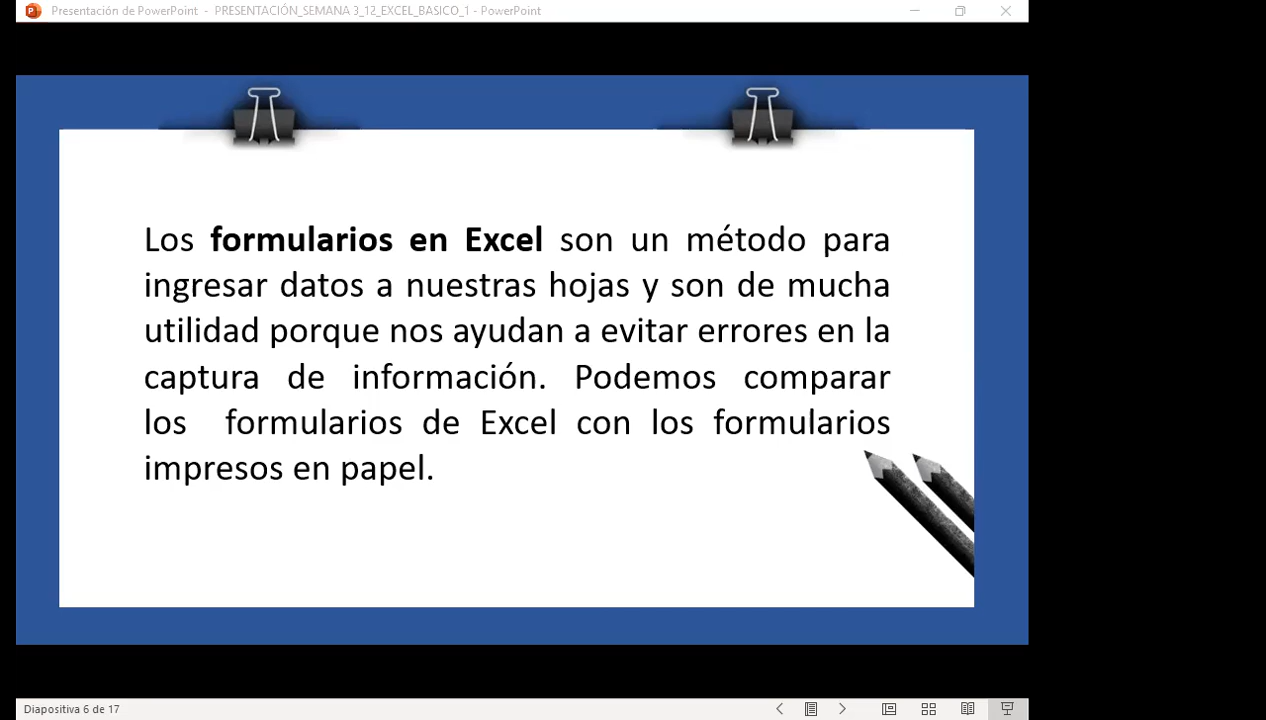 Presentación de PowerPoint - PRESENTACIÓN_SEMANA 3_12_EXCEL_BASICO_1 - PowerPoint
Los formularios en Excel son un método para
ingresar datos a nuestras hojas y son de mucha
utilidad porque nos ayudan a evitar errores en la
captura de información. Podemos comparar
los formularios de Excel con los formularios
impresos en papel.
Diapositiva 6 de 17